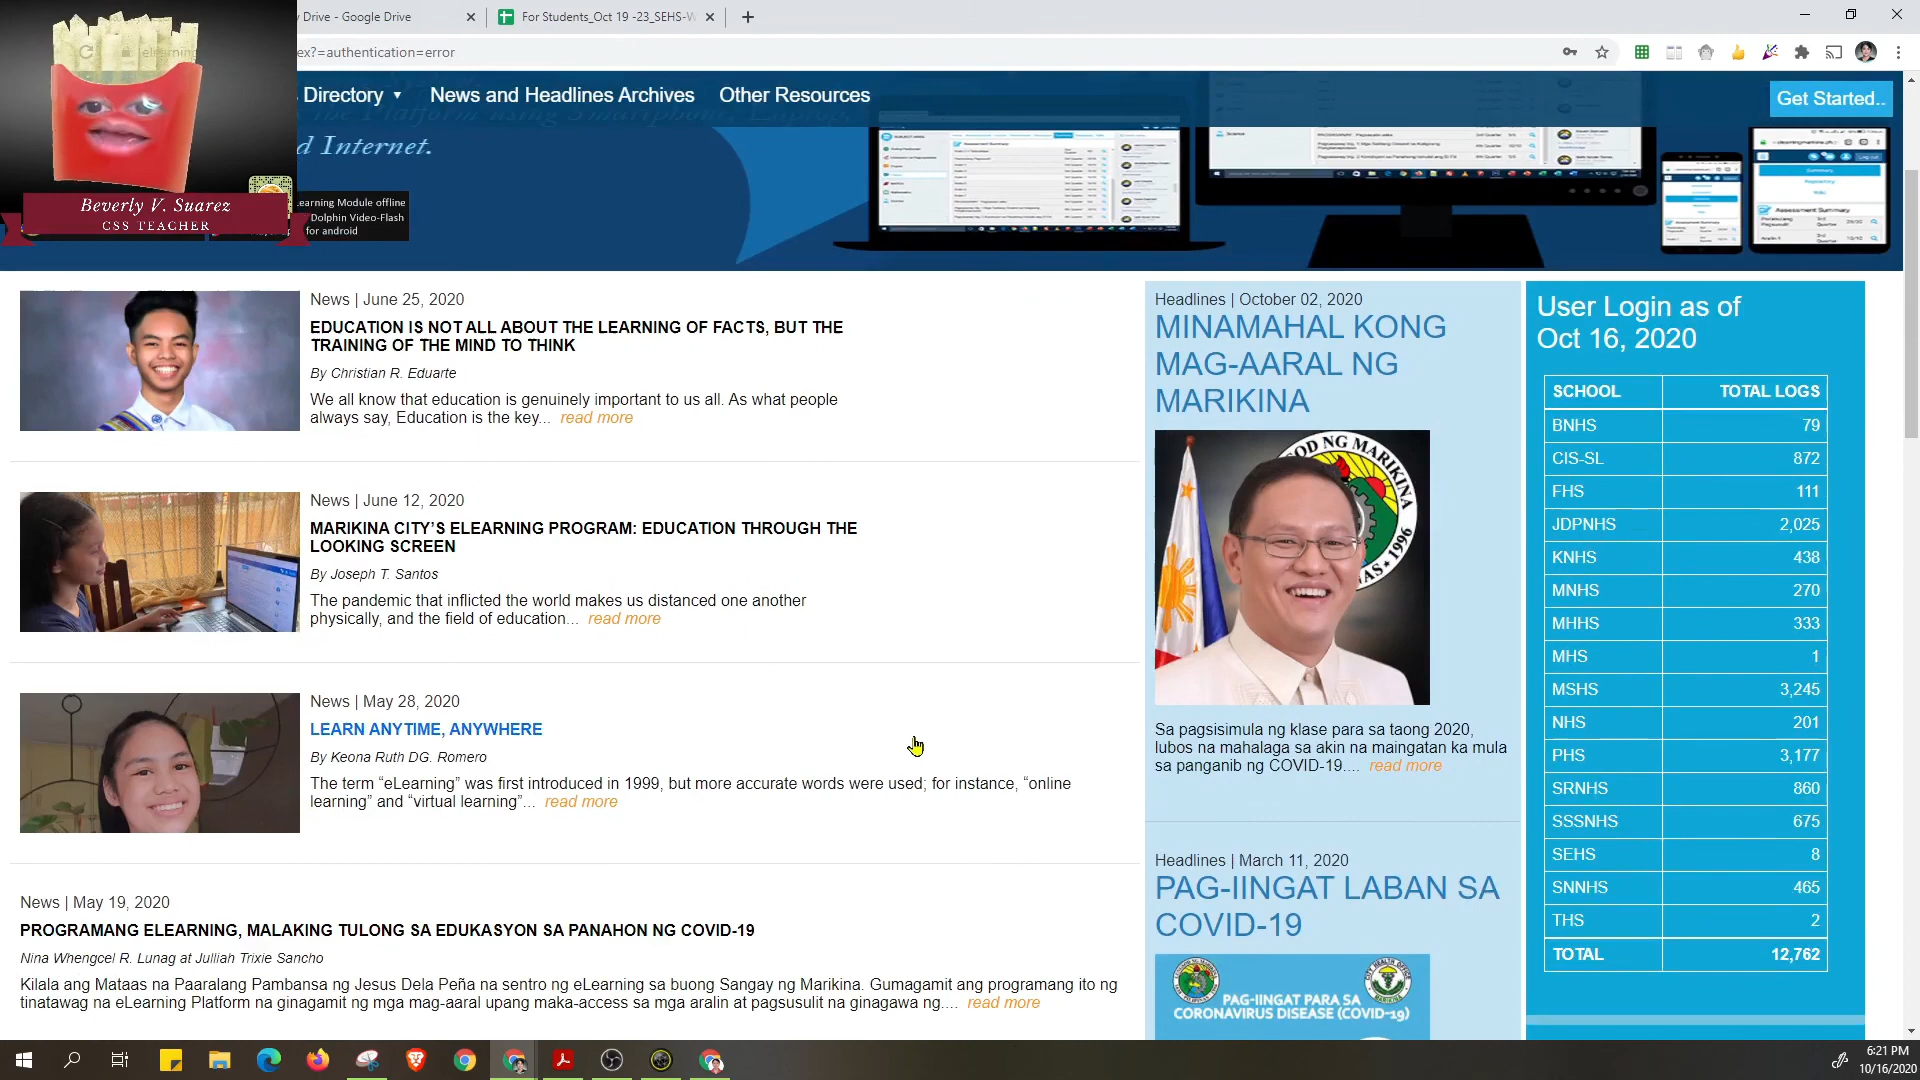 Drive - Google Drive
For Students_Oct 19 -23_SEHS-W
ex?=authentication=error
Directory
News and Headlines Archives
Other Resources
Get Started..
d Internet.
Beverly V. Suarez
CSS TEACHER
earning Module offline
Dolphin Video-Flash
for android
News | June 25, 2020
EDUCATION IS NOT ALL ABOUT THE LEARNING OF FACTS, BUT THE
TRAINING OF THE MIND TO THINK
By Christian R. Eduarte
We all know that education is genuinely important to us all. As what people
always say, Education is the key... read more
News | June 12, 2020
MARIKINA CITY’S ELEARNING PROGRAM: EDUCATION THROUGH THE
LOOKING SCREEN
By Joseph T. Santos
The pandemic that inflicted the world makes us distanced one another
physically, and the field of education... read more
News | May 28, 2020
LEARN ANYTIME, ANYWHERE
By Keona Ruth DG. Romero
The term “eLearning” was first introduced in 1999, but more accurate words were used; for instance, “online
learning” and “virtual learning”... read more
News | May 19, 2020
PROGRAMANG ELEARNING, MALAKING TULONG SA EDUKASYON SA PANAHON NG COVID-19
Nina Whengcel R. Lunag at Julliah Trixie Sancho
Kilala ang Mataas na Paaralang Pambansa ng Jesus Dela Peña na sentro ng eLearning sa buong Sangay ng Marikina. Gumagamit ang programang ito ng
tinatawag na eLearning Platform na ginagamit ng mga mag-aaral upang maka-access sa mga aralin at pagsusulit na ginagawa ng.... read more
Headlines | October 02, 2020
MINAMAHAL KONG
MAG-AARAL NG
MARIKINA
Sa pagsisimula ng klase para sa taong 2020,
lubos na mahalaga sa akin na maingatan ka mula
sa panganib ng COVID-19.... read more
Headlines | March 11, 2020
PAG-IINGAT LABAN SA
COVID-19
PAG-IINGAT PARA SA
CORONAVIRUS DISEASE (COVID-19)
User Login as of
Oct 16, 2020
SCHOOL TOTAL LOGS
BNHS 79
CIS-SL 872
FHS 111
JDPNHS 2,025
KNHS 438
MNHS 270
MHHS 333
MHS 1
MSHS 3,245
NHS 201
PHS 3,177
SRNHS 860
SSSNHS 675
SEHS 8
SNNHS 465
THS 2
TOTAL 12,762
6:21 PM
10/16/2020